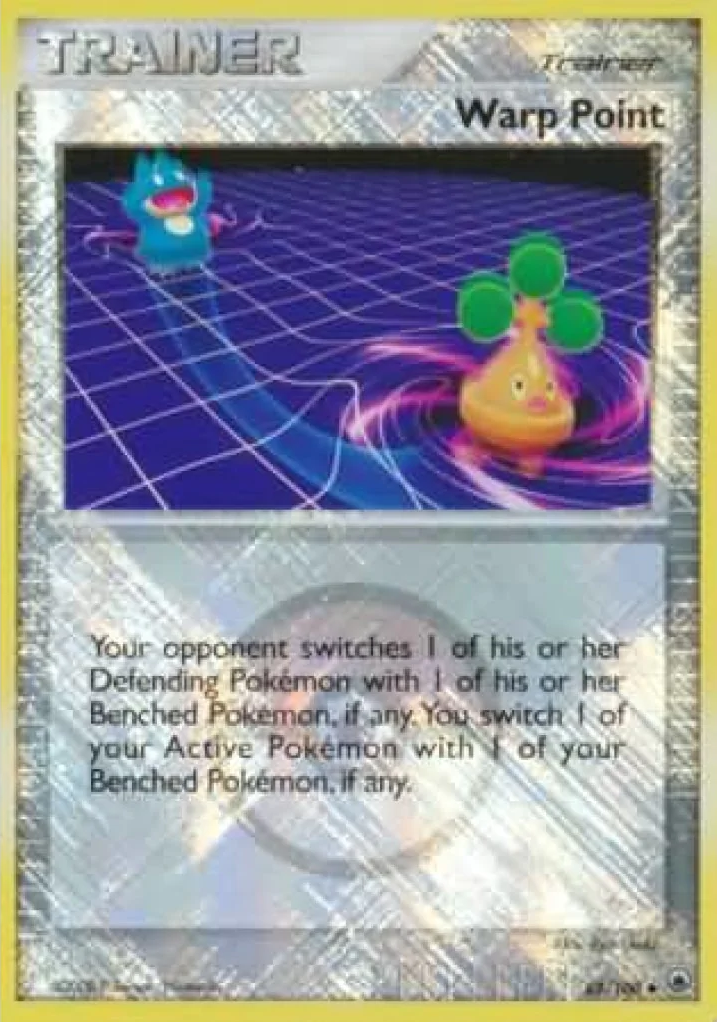 TRAINER
Trainer
Warp Point
Your opponent switches 1 of his or her
Defending Pokémon with 1 of his or her
Benched Pokémon, if any. You switch 1 of
your Active Pokémon with 1 of your
Benched Pokémon, if any.